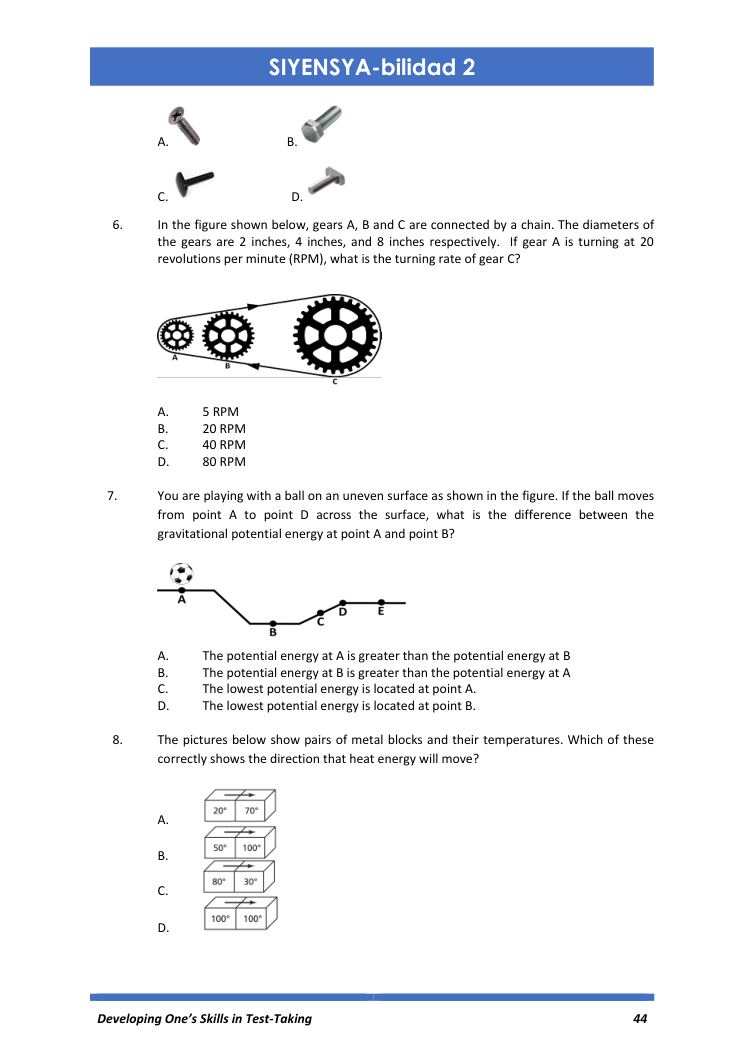 SIYENSYA-bilidad 2
A. B.
C. D.
6. In the figure shown below, gears A, B and C are connected by a chain. The diameters of
the gears are 2 inches, 4 inches, and 8 inches respectively. If gear A is turning at 20
revolutions per minute (RPM), what is the turning rate of gear C?
A
B
C
A. 5 RPM
B. 20 RPM
C. 40 RPM
D. 80 RPM
7. You are playing with a ball on an uneven surface as shown in the figure. If the ball moves
from point A to point D across the surface, what is the difference between the
gravitational potential energy at point A and point B?
A
B
C
D
E
A. The potential energy at A is greater than the potential energy at B
B. The potential energy at B is greater than the potential energy at A
C. The lowest potential energy is located at point A.
D. The lowest potential energy is located at point B.
8. The pictures below show pairs of metal blocks and their temperatures. Which of these
correctly shows the direction that heat energy will move?
A. 20° 70°
B. 50° 100°
C. 80° 30°
D. 100° 100°
Developing One's Skills in Test-Taking 44